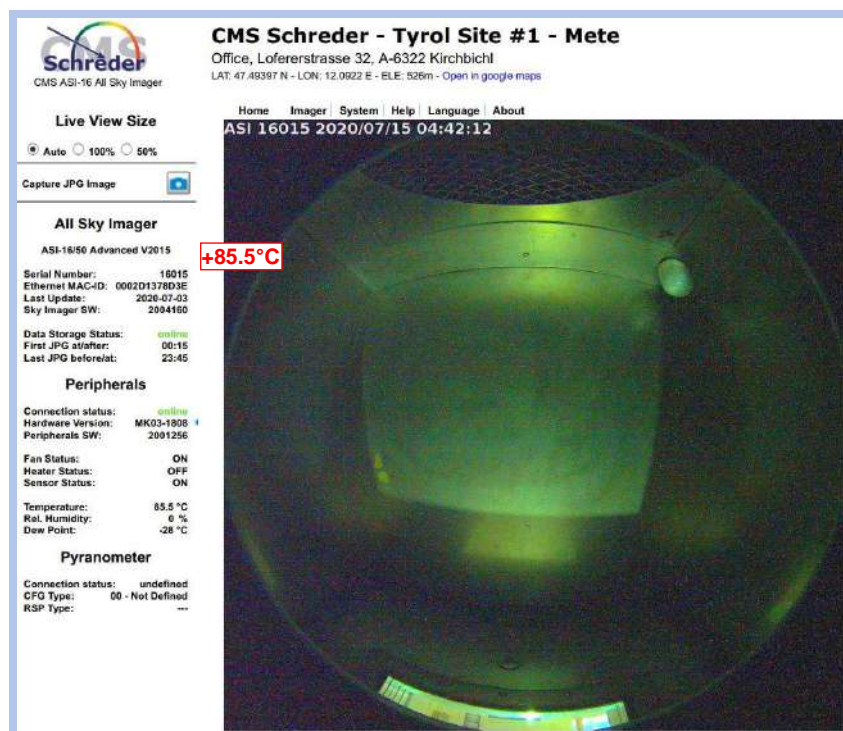 CMS
Schreder
CMS ASI-16 All Sky Imager
CMS Schreder - Tyrol Site #1 - Mete
Office, Lofererstrasse 32, A-6322 Kirchbichl
LAT: 47.49397 N - LON: 12.0922 E - ELE: 526m - Open in google maps
Home Imager System Help Language About
Live View Size
Auto 100% 50%
Capture JPG Image
ASI 16015 2020/07/15 04:42:12
All Sky Imager
ASI-16/50 Advanced V2015
Serial Number: 16015
Ethernet MAC-ID: 0002D1378D3E
Last Update: 2020-07-03
Sky Imager SW: 2004160
Data Storage Status: online
First JPG at/after: 00:15
Last JPG before/at: 23:45
+85.5°C
Peripherals
Connection status: online
Hardware Version: MK03-1808
Peripherals SW: 2001256
Fan Status: ON
Heater Status: OFF
Sensor Status: ON
Temperature: 85.5 °C
Rel. Humidity: 0 %
Dew Point: -28 °C
Pyranometer
Connection status: undefined
CFG Type: 00 - Not Defined
RSP Type: ---